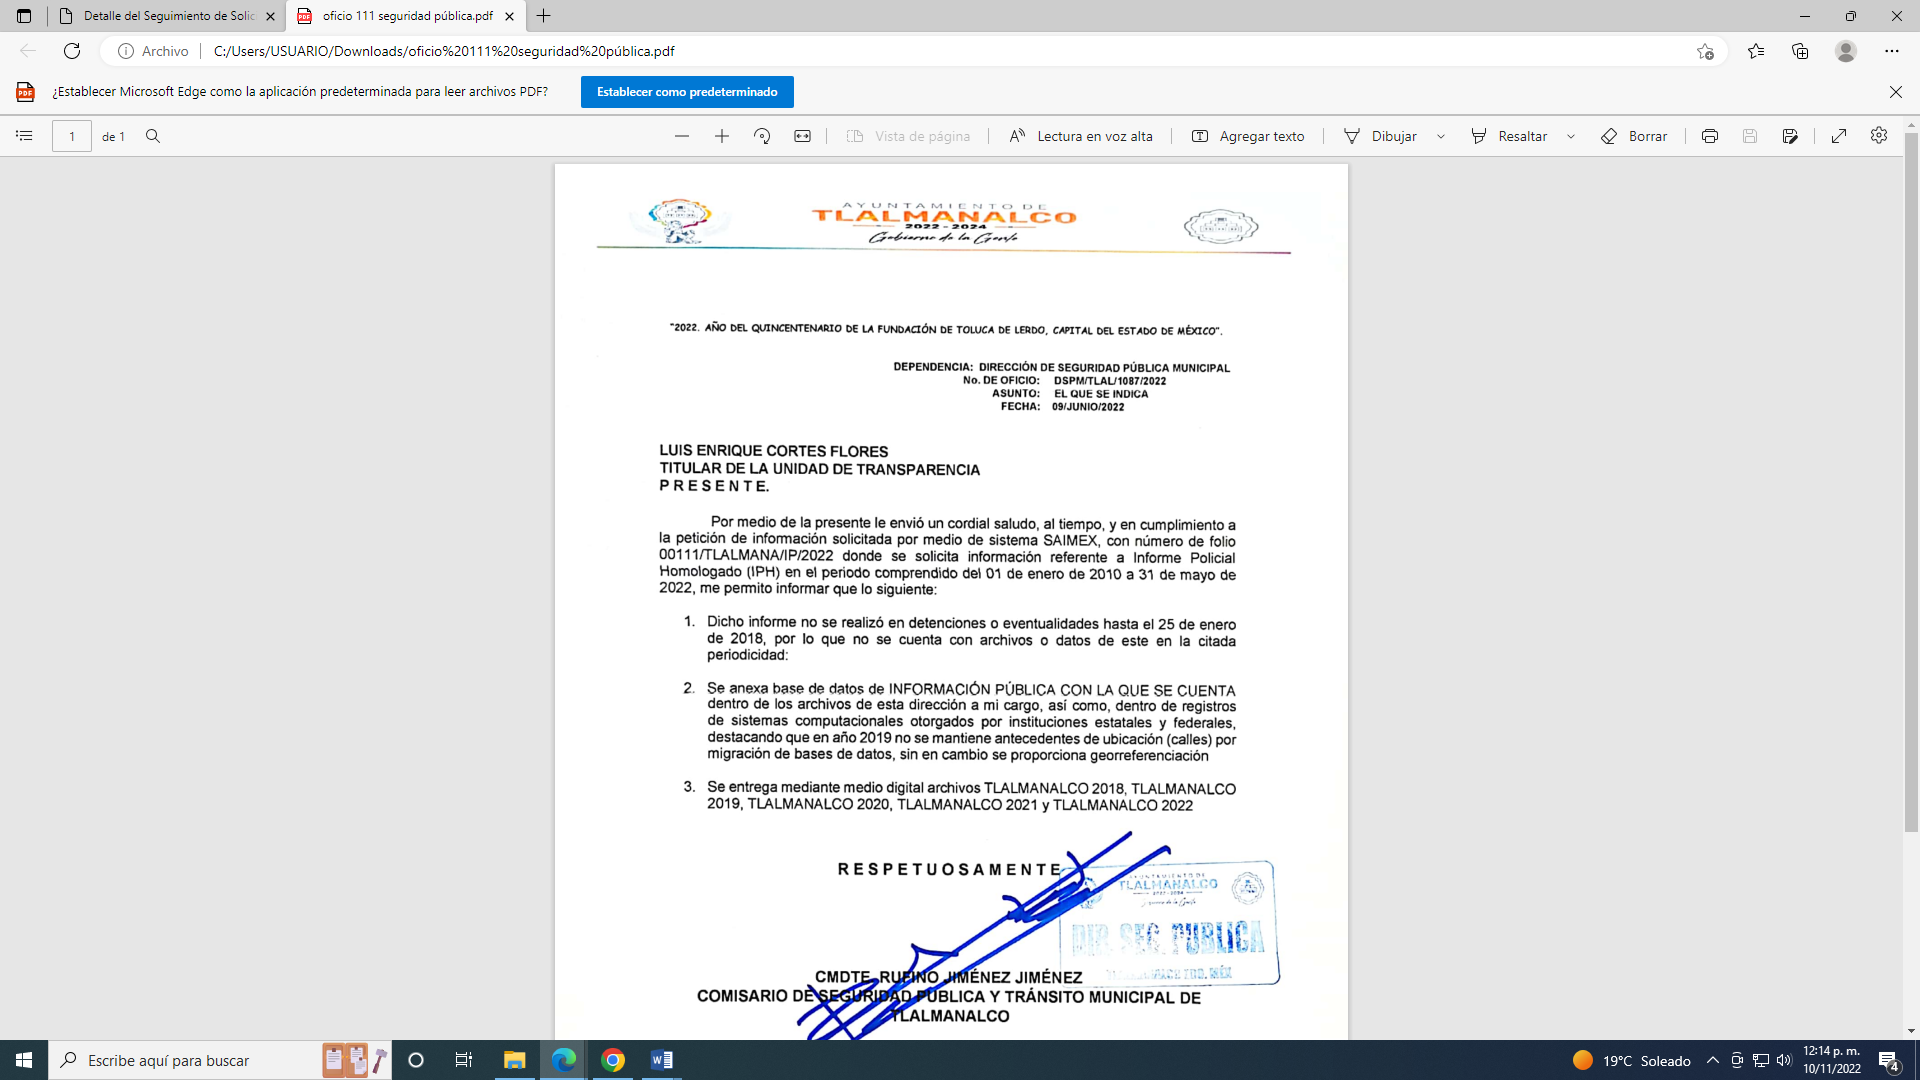 Detalle del Seguimiento de Solic
oficio 111 seguridad pública.pdf
Archivo
C:/Users/USUARIO/Downloads/oficio%20111%20seguridad%20pública.pdf
¿Establecer Microsoft Edge como la aplicación predeterminada para leer archivos PDF?
Establecer como predeterminado
1 de 1
Vista de página
Lectura en voz alta
Agregar texto
Dibujar
Resaltar
Borrar
AYUNTAMIENTO DE
TLALMANALCO
2022 - 2024
Gobierno de la Gente
"2022. AÑO DEL QUINCENTENARIO DE LA FUNDACIÓN DE TOLUCA DE LERDO, CAPITAL DEL ESTADO DE MÉXICO".
DEPENDENCIA: DIRECCIÓN DE SEGURIDAD PÚBLICA MUNICIPAL
No. DE OFICIO: DSPM/TLAL/1087/2022
ASUNTO: EL QUE SE INDICA
FECHA: 09/JUNIO/2022
LUIS ENRIQUE CORTES FLORES
TITULAR DE LA UNIDAD DE TRANSPARENCIA
P R E S E N T E.
Por medio de la presente le envió un cordial saludo, al tiempo, y en cumplimiento a
la petición de información solicitada por medio de sistema SAIMEX, con número de folio
00111/TLALMANA/IP/2022 donde se solicita información referente a Informe Policial
Homologado (IPH) en el periodo comprendido del 01 de enero de 2010 a 31 de mayo de
2022, me permito informar que lo siguiente:
1. Dicho informe no se realizó en detenciones o eventualidades hasta el 25 de enero
de 2018, por lo que no se cuenta con archivos o datos de este en la citada
periodicidad:
2. Se anexa base de datos de INFORMACIÓN PÚBLICA CON LA QUE SE CUENTA
dentro de los archivos de esta dirección a mi cargo, así como, dentro de registros
de sistemas computacionales otorgados por instituciones estatales y federales,
destacando que en año 2019 no se mantiene antecedentes de ubicación (calles) por
migración de bases de datos, sin en cambio se proporciona georreferenciación
3. Se entrega mediante medio digital archivos TLALMANALCO 2018, TLALMANALCO
2019, TLALMANALCO 2020, TLALMANALCO 2021 y TLALMANALCO 2022
R E S P E T U O S A M E N T E
AYUNTAMIENTO DE
TLALMANALCO
2022 - 2024
Gobierno de la Gente
DIR. SEG. PUBLICA
CMDTE. RUFINO JIMÉNEZ JIMÉNEZ
COMISARIO DE SEGURIDAD PÚBLICA Y TRÁNSITO MUNICIPAL DE
TLALMANALCO
Escribe aquí para buscar
19°C Soleado
12:14 p. m.
10/11/2022
4